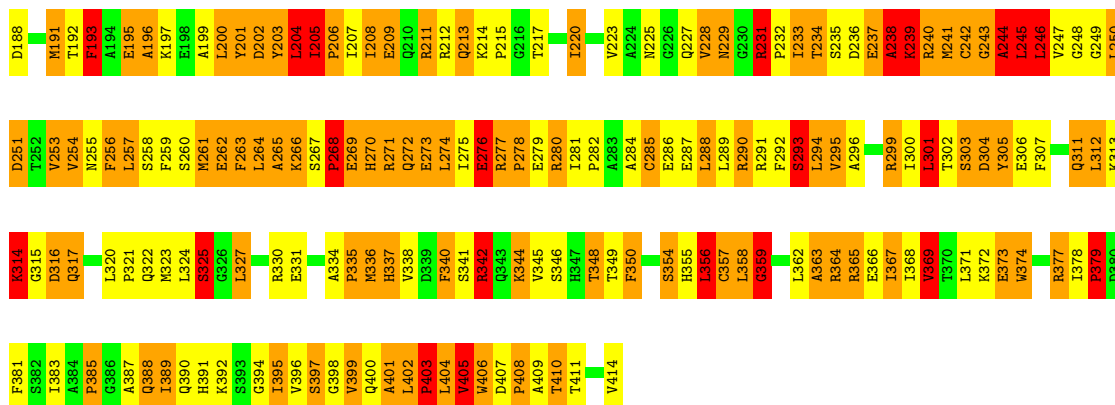 D188 M191 T192 F193 A194 E195 A196 K197 E198 A199 L200 Y201 D202 Y203 L204 I205 P206 I207 I208 E209 Q210 R211 R212 Q213 K214 P215 G216 T217 I220 V223 A224 N225 G226 Q227 V228 N229 G230 R231 P232 I233 T234 S235 D236 E237 A238 K239 R240 M241 C242 G243 A244 L245 L246 V247 G248 G249 L250
D251 T252 V253 V254 N255 F256 L257 S258 F259 S260 M261 E262 F263 L264 A265 K266 S267 P268 E269 H270 R271 Q272 E273 L274 I275 E276 R277 P278 E279 R280 I281 P282 A283 A284 C285 E286 E287 L288 L289 R290 R291 F292 S293 L294 V295 A296 R299 I300 L301 T302 S303 D304 Y305 E306 F307 Q311 L312 K313
K314 G315 D316 Q317 L320 P321 Q322 M323 L324 S325 G326 L327 R330 E331 A334 P335 M336 H337 V338 D339 F340 S341 R342 Q343 K344 V345 S346 H347 T348 T349 F350 S354 H355 L356 C357 L358 G359 L362 A363 R364 R365 E366 I367 I368 V369 T370 L371 K372 E373 W374 R377 I378 P379 D380
F381 S382 I383 A384 P385 G386 A387 Q388 I389 Q390 H391 K392 S393 G394 I395 V396 S397 G398 V399 Q400 A401 L402 P403 L404 V405 W406 D407 P408 A409 T410 T411 V414